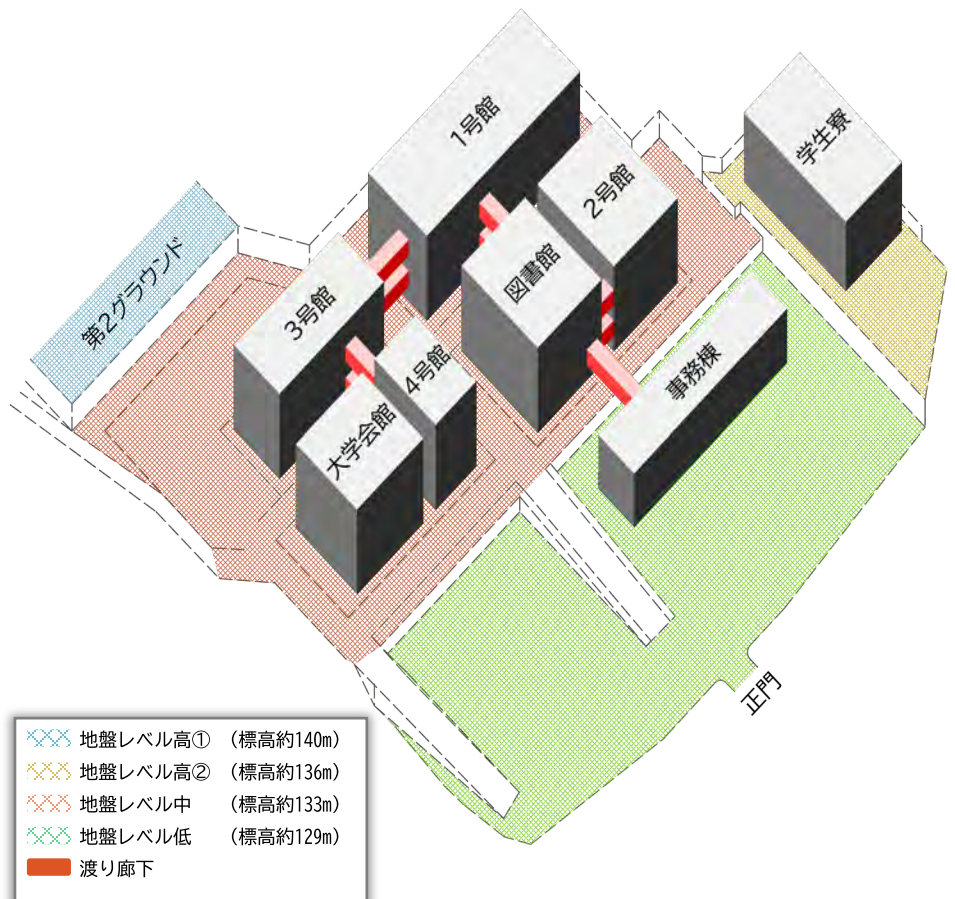 1号館
学生寮
2号館
第2グラウンド
図書館
3号館
4号館
事務棟
大学会館
正門
地盤レベル高① (標高約140m)
地盤レベル高② (標高約136m)
地盤レベル中 (標高約133m)
地盤レベル低 (標高約129m)
渡り廊下